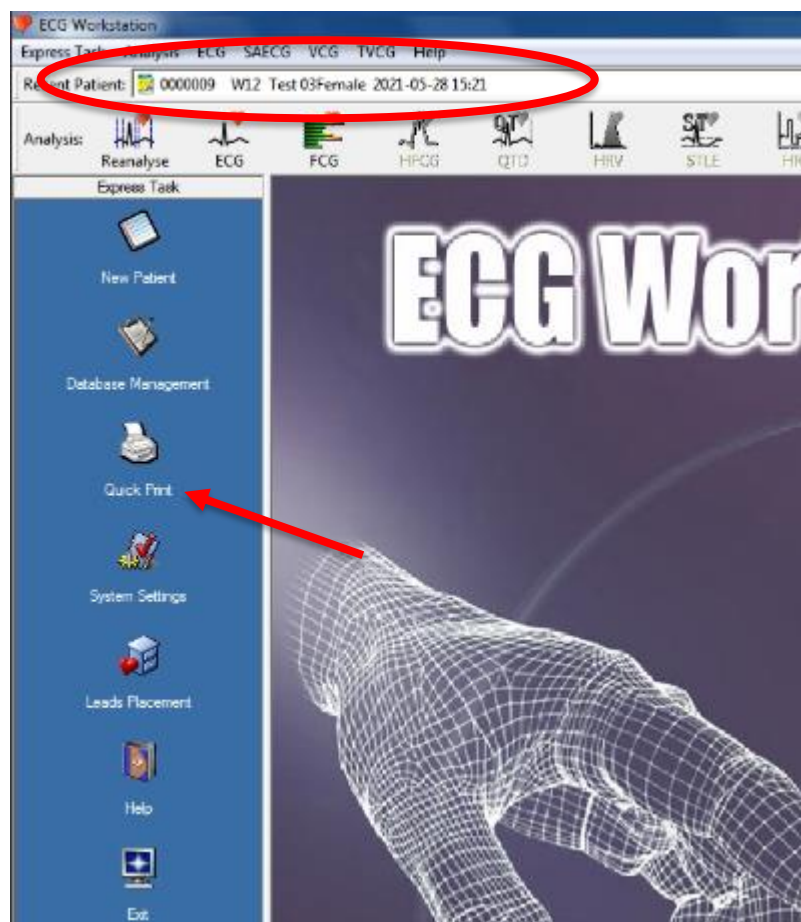 ECG Workstation
Express Task Analysis ECG SAECG VCG TVCG Help
Recent Patient: 0000009 W12 Test 03Female 2021-05-28 15:21
Analysis:
Reanalyse ECG FCG HFCG QTD HRV STLE
Express Task
ECG Wor
New Patient
Database Management
Quick Print
System Settings
Leads Placement
Help
Exit